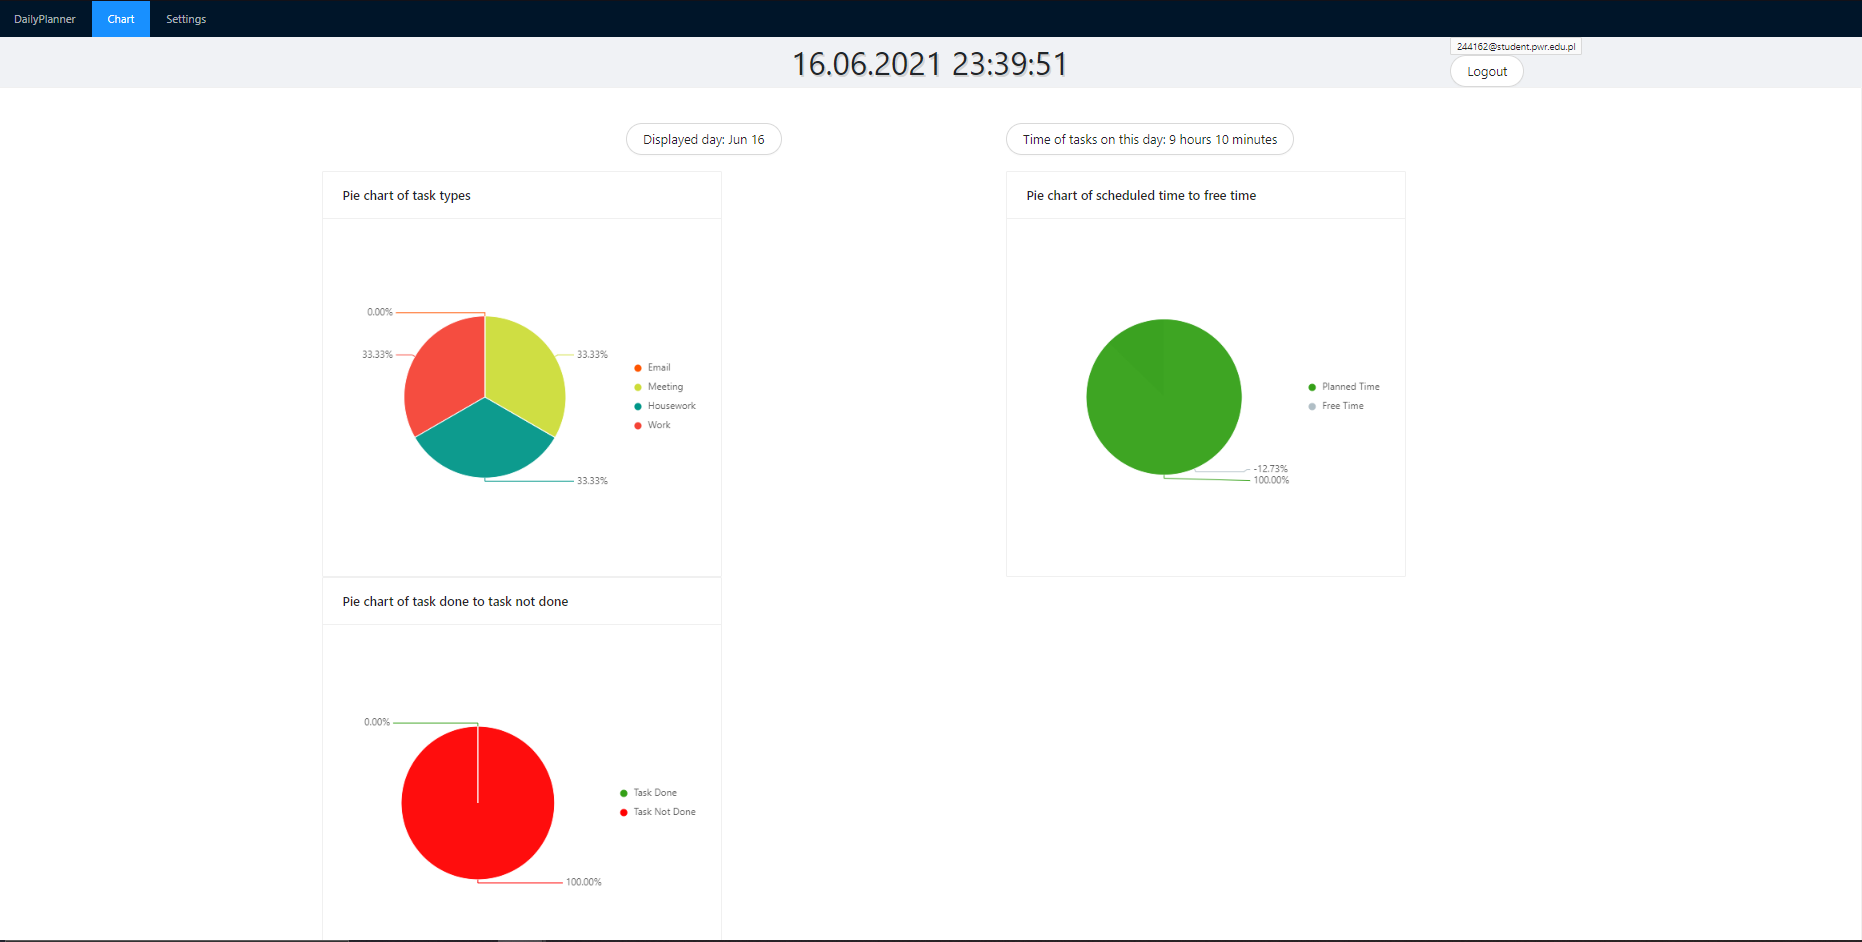 DailyPlanner Chart Settings
16.06.2021 23:39:51
244162@student.pwr.edu.pl
Logout
Displayed day: Jun 16
Time of tasks on this day: 9 hours 10 minutes
Pie chart of task types
0.00%
33.33%
33.33%
33.33%
Email
Meeting
Housework
Work
Pie chart of scheduled time to free time
-12.73%
100.00%
Planned Time
Free Time
Pie chart of task done to task not done
0.00%
100.00%
Task Done
Task Not Done